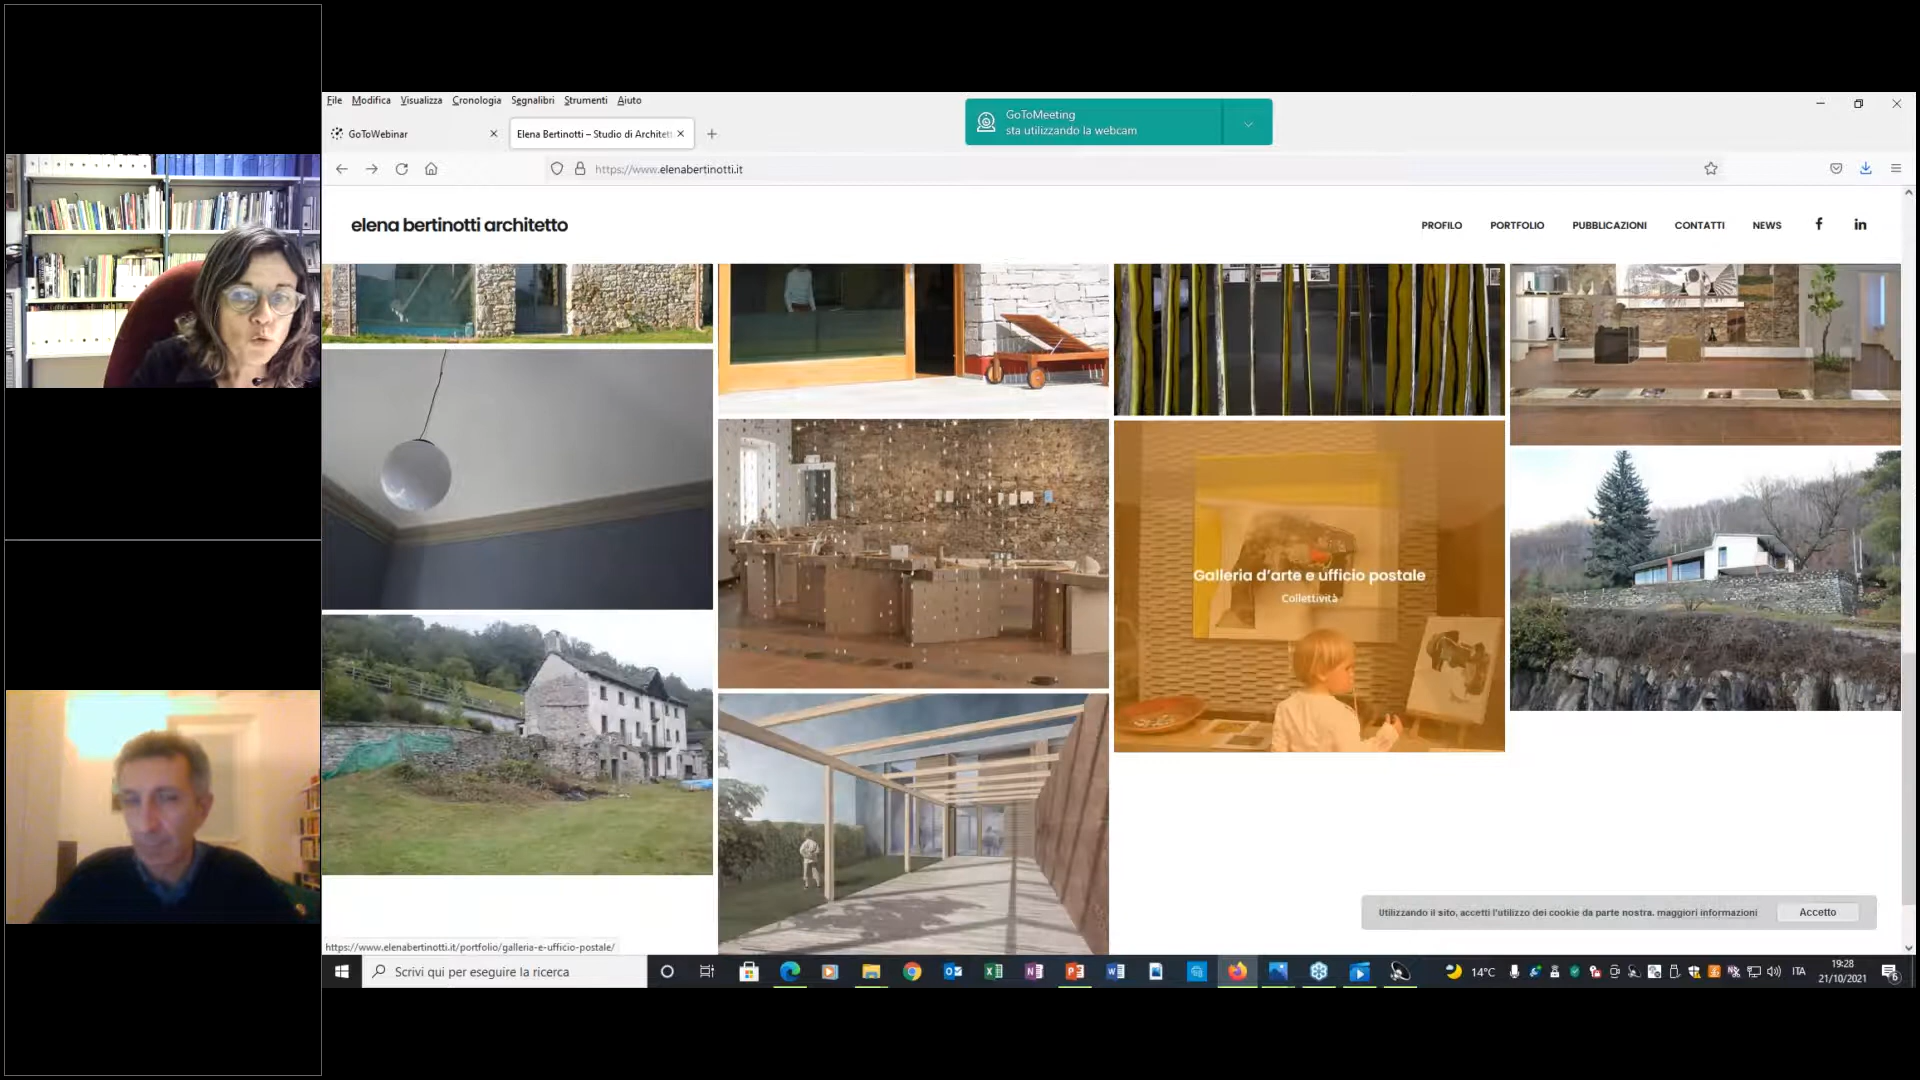 File Modifica Visualizza Cronologia Segnalibri Strumenti Aiuto
GoToMeeting
sta utilizzando la webcam
GoToWebinar
Elena Bertinotti – Studio di Architett
https://www.elenabertinotti.it
elena bertinotti architetto
PROFILO PORTFOLIO PUBBLICAZIONI CONTATTI NEWS
Galleria d'arte e ufficio postale
Collettività
Utilizzando il sito, accetti l'utilizzo dei cookie da parte nostra. maggiori informazioni
Accetto
https://www.elenabertinotti.it/portfolio/galleria-e-ufficio-postale/
Scrivi qui per eseguire la ricerca
14°C
ITA
19:28
21/10/2021
6